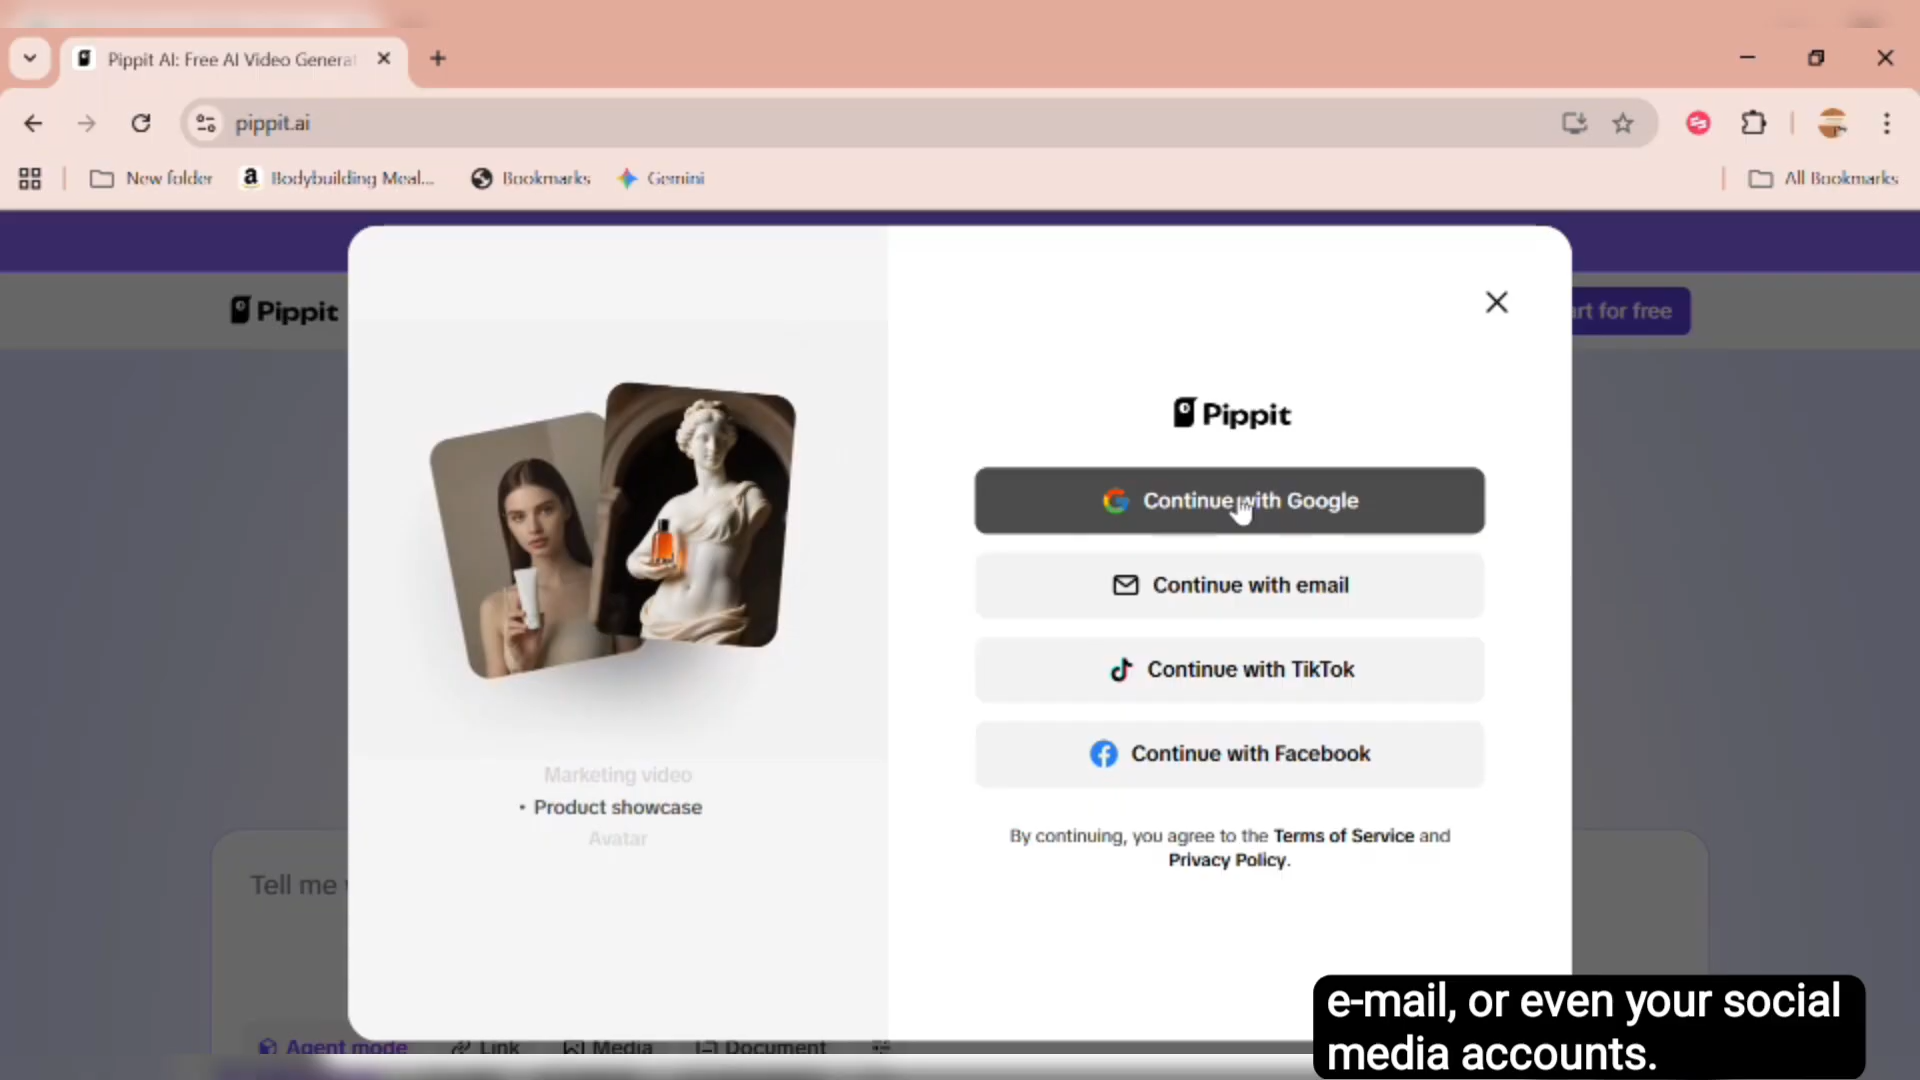 Pippit AI: Free AI Video Genera
pippit.ai
New folder
Bodybuilding Meal...
Bookmarks
Gemini
All Bookmarks
Pippit
rt for free
Pippit
Continue with Google
Continue with email
Continue with TikTok
Continue with Facebook
By continuing, you agree to the Terms of Service and
Privacy Policy.
Marketing video
• Product showcase
Avatar
Tell me
Agent mode
Link
Media
Document
e-mail, or even your social
media accounts.